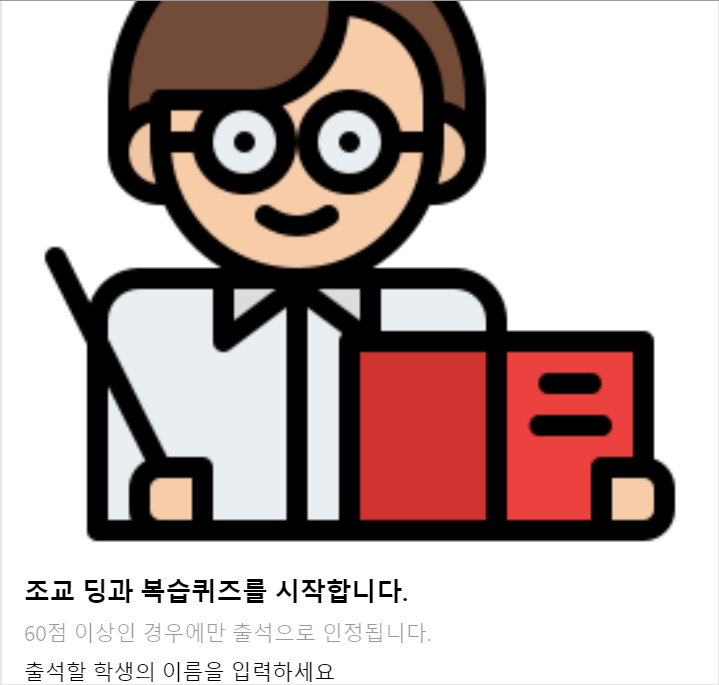 조교 딩과 복습퀴즈를 시작합니다.
60점 이상인 경우에만 출석으로 인정됩니다.
출석할 학생의 이름을 입력하세요